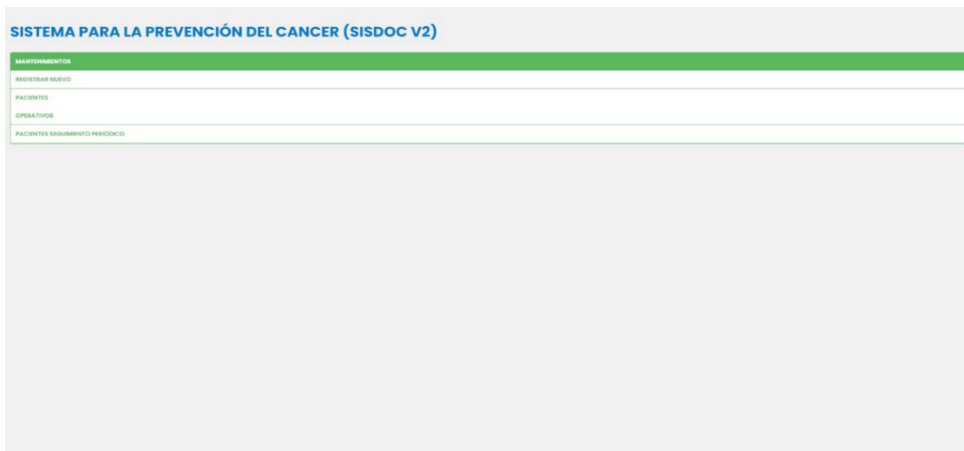 SISTEMA PARA LA PREVENCIÓN DEL CANCER (SISDOC V2)
MANTENIMIENTOS
REGISTRAR NUEVO
PACIENTES
OPERATIVOS
PACIENTES SEGUIMIENTO PERIÓDICO